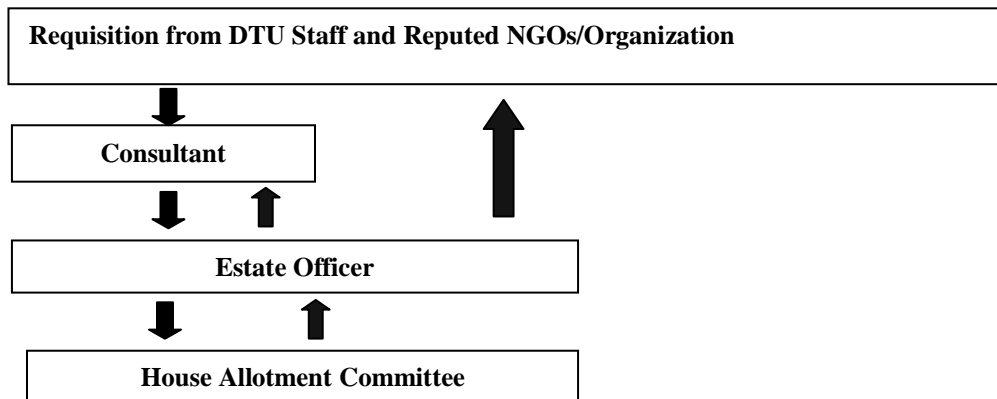 Requisition from DTU Staff and Reputed NGOs/Organization
Consultant
Estate Officer
House Allotment Committee